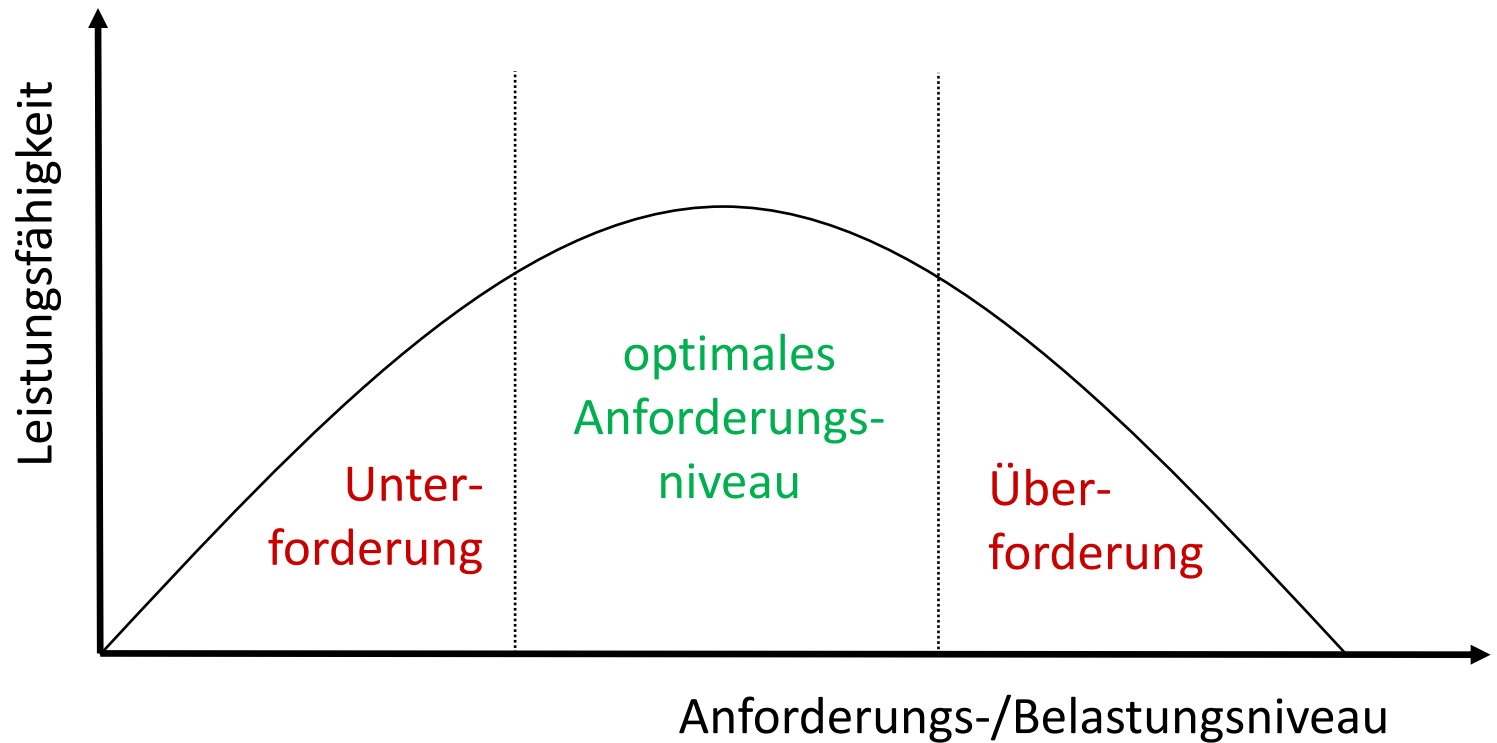 Leistungsfähigkeit
optimales
Anforderungs-
niveau
Unter-
forderung
Über-
forderung
Anforderungs-/Belastungsniveau